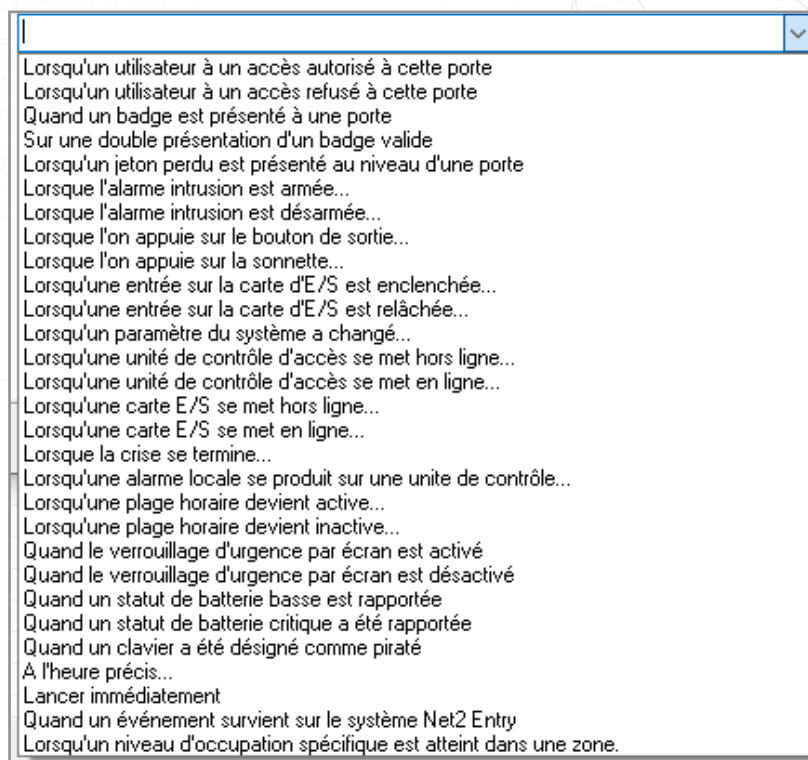 Lorsqu'un utilisateur à un accès autorisé à cette porte
Lorsqu'un utilisateur à un accès refusé à cette porte
Quand un badge est présenté à une porte
Sur une double présentation d'un badge valide
Lorsqu'un jeton perdu est présenté au niveau d'une porte
Lorsque l'alarme intrusion est armée...
Lorsque l'alarme intrusion est désarmée...
Lorsque l'on appuie sur le bouton de sortie...
Lorsque l'on appuie sur la sonnette...
Lorsqu'une entrée sur la carte d'E/S est enclenchée...
Lorsqu'une entrée sur la carte d'E/S est relâchée...
Lorsqu'un paramètre du système a changé...
Lorsqu'une unité de contrôle d'accès se met hors ligne...
Lorsqu'une unité de contrôle d'accès se met en ligne...
Lorsqu'une carte E/S se met hors ligne...
Lorsqu'une carte E/S se met en ligne...
Lorsque la crise se termine...
Lorsqu'une alarme locale se produit sur une unite de contrôle...
Lorsqu'une plage horaire devient active...
Lorsqu'une plage horaire devient inactive...
Quand le verrouillage d'urgence par écran est activé
Quand le verrouillage d'urgence par écran est désactivé
Quand un statut de batterie basse est rapportée
Quand un statut de batterie critique a été rapportée
Quand un clavier a été désigné comme piraté
A l'heure précis...
Lancer immédiatement
Quand un événement survient sur le système Net2 Entry
Lorsqu'un niveau d'occupation spécifique est atteint dans une zone.